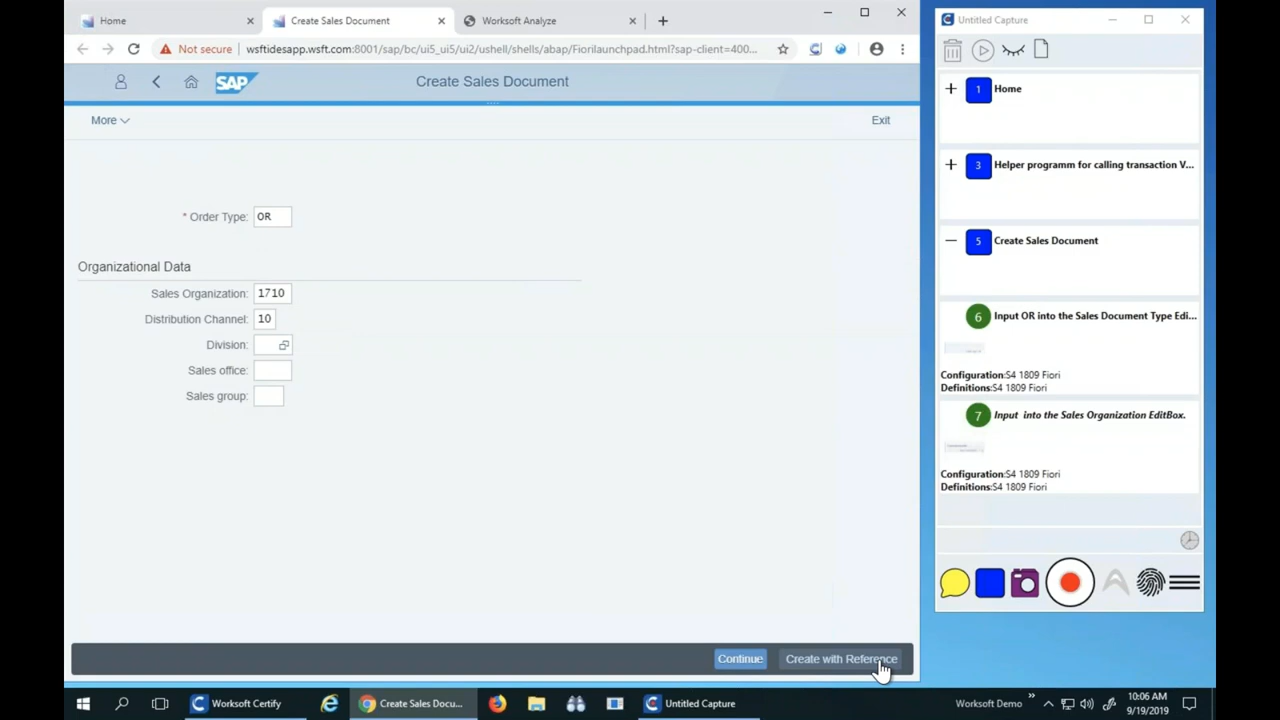 Home
Create Sales Document
Worksoft Analyze
Untitled Capture
Not secure
wsftidesapp.wsft.com:8001/sap/bc/ui5_ui5/ui2/ushell/shells/abap/Fiorilaunchpad.html?sap-client=400...
SAP
Create Sales Document
More
Exit
* Order Type: OR
Organizational Data
Sales Organization: 1710
Distribution Channel: 10
Division:
Sales office:
Sales group:
Continue
Create with Reference
1 Home
3 Helper programm for calling transaction V...
5 Create Sales Document
6 Input OR into the Sales Document Type Edi...
Configuration:S4 1809 Fiori
Definitions:S4 1809 Fiori
7 Input into the Sales Organization EditBox.
Configuration:S4 1809 Fiori
Definitions:S4 1809 Fiori
Worksoft Certify
Create Sales Docu...
Untitled Capture
Worksoft Demo
10:06 AM
9/19/2019